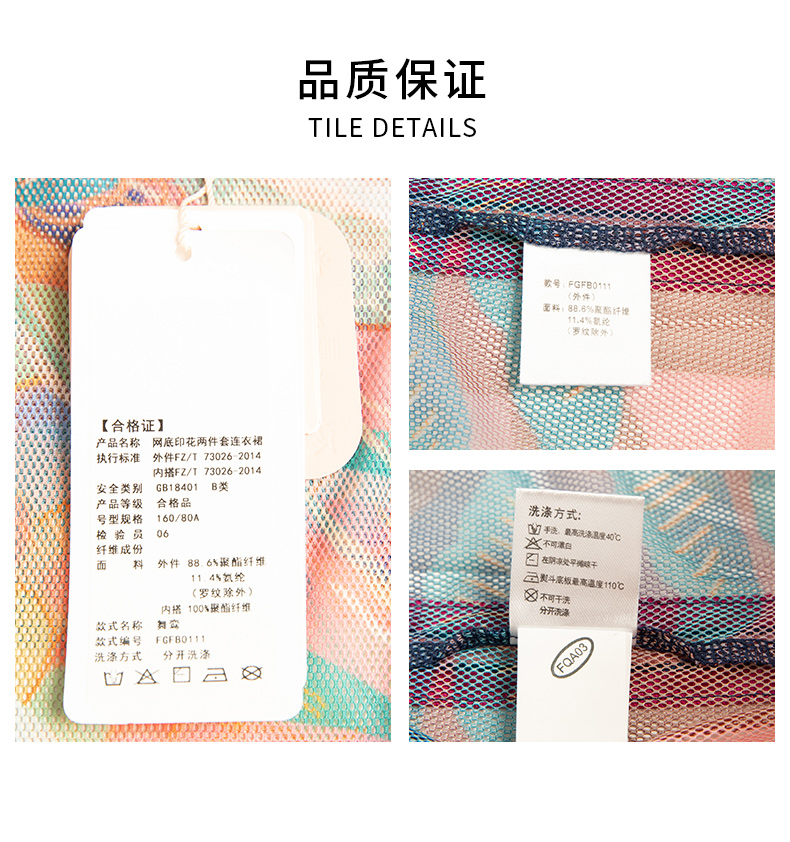 品质保证
TILE DETAILS
【合格证】
产品名称 网底印花两件套连衣裙
执行标准 外件FZ/T 73026-2014
内搭FZ/T 73026-2014
安全类别 GB18401 B类
产品等级 合格品
号型规格 160/80A
检验员 06
纤维成份
面料 外件 88.6%聚酯纤维
11.4%氨纶
(罗纹除外)
内搭 100%聚酯纤维
款式名称 舞鸾
款式编号 FGFB0111
洗涤方式 分开洗涤
款号: FGFB0111
(外件)
面料: 88.6%聚酯纤维
11.4%氨纶
(罗纹除外)
洗涤方式:
手洗，最高洗涤温度40℃
不可漂白
在阴凉处平摊晾干
熨斗底板最高温度110℃
不可干洗
分开洗涤
FQA03